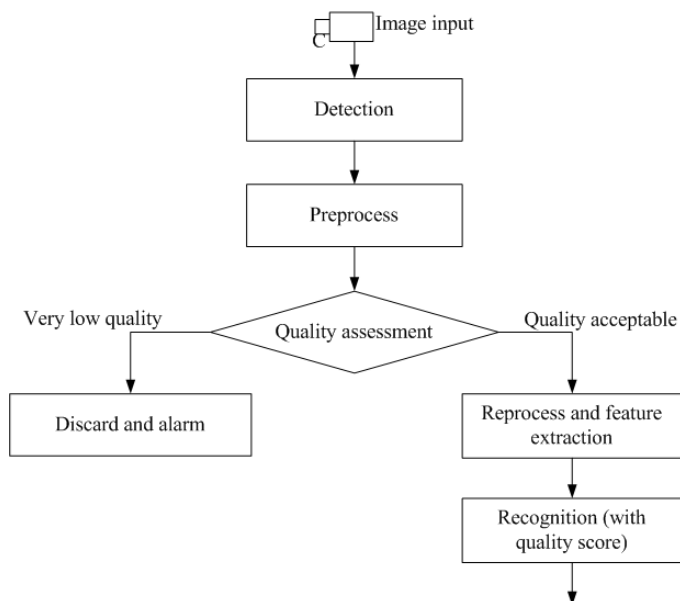 Image input
C
Detection
Preprocess
Very low quality
Quality assessment
Quality acceptable
Discard and alarm
Reprocess and feature
extraction
Recognition (with
quality score)